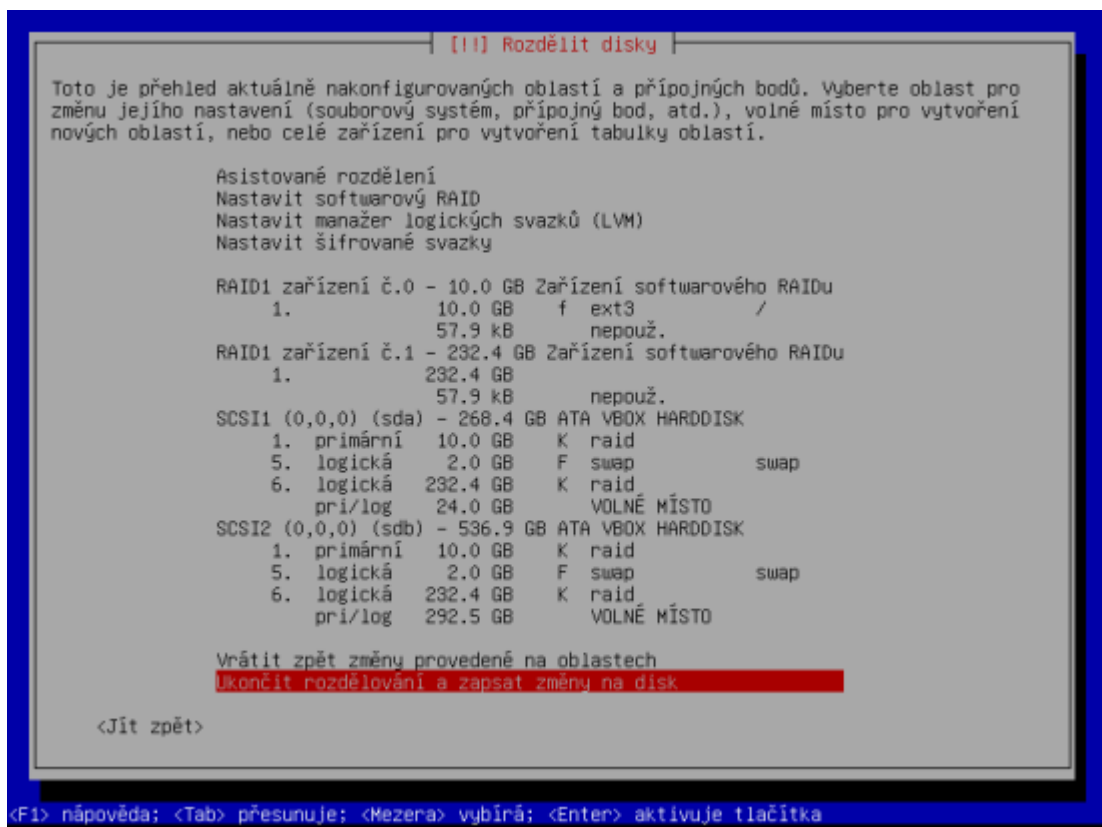 [!!] Rozdělit disky
Toto je přehled aktuálně nakonfigurovaných oblastí a přípojných bodů. Vyberte oblast pro
změnu jejího nastavení (souborový systém, přípojný bod, atd.), volné místo pro vytvoření
nových oblastí, nebo celé zařízení pro vytvoření tabulky oblastí.
Asistované rozdělení
Nastavit softwarový RAID
Nastavit manažer logických svazků (LVM)
Nastavit šifrované svazky
RAID1 zařízení č.0 – 10.0 GB Zařízení softwarového RAIDu
1. 10.0 GB f ext3 /
57.9 kB nepouž.
RAID1 zařízení č.1 – 232.4 GB Zařízení softwarového RAIDu
1. 232.4 GB
57.9 kB nepouž.
SCSI1 (0,0,0) (sda) – 268.4 GB ATA VBOX HARDDISK
1. primární 10.0 GB K raid
5. logická 2.0 GB F swap swap
6. logická 232.4 GB K raid
pri/log 24.0 GB VOLNÉ MÍSTO
SCSI2 (0,0,0) (sdb) – 536.9 GB ATA VBOX HARDDISK
1. primární 10.0 GB K raid
5. logická 2.0 GB F swap swap
6. logická 232.4 GB K raid
pri/log 292.5 GB VOLNÉ MÍSTO
Vrátit zpět změny provedené na oblastech
Ukončit rozdělování a zapsat změny na disk
<Jít zpět>
<F1> nápověda; <Tab> přesunuje; <Mezera> vybírá; <Enter> aktivuje tlačítka